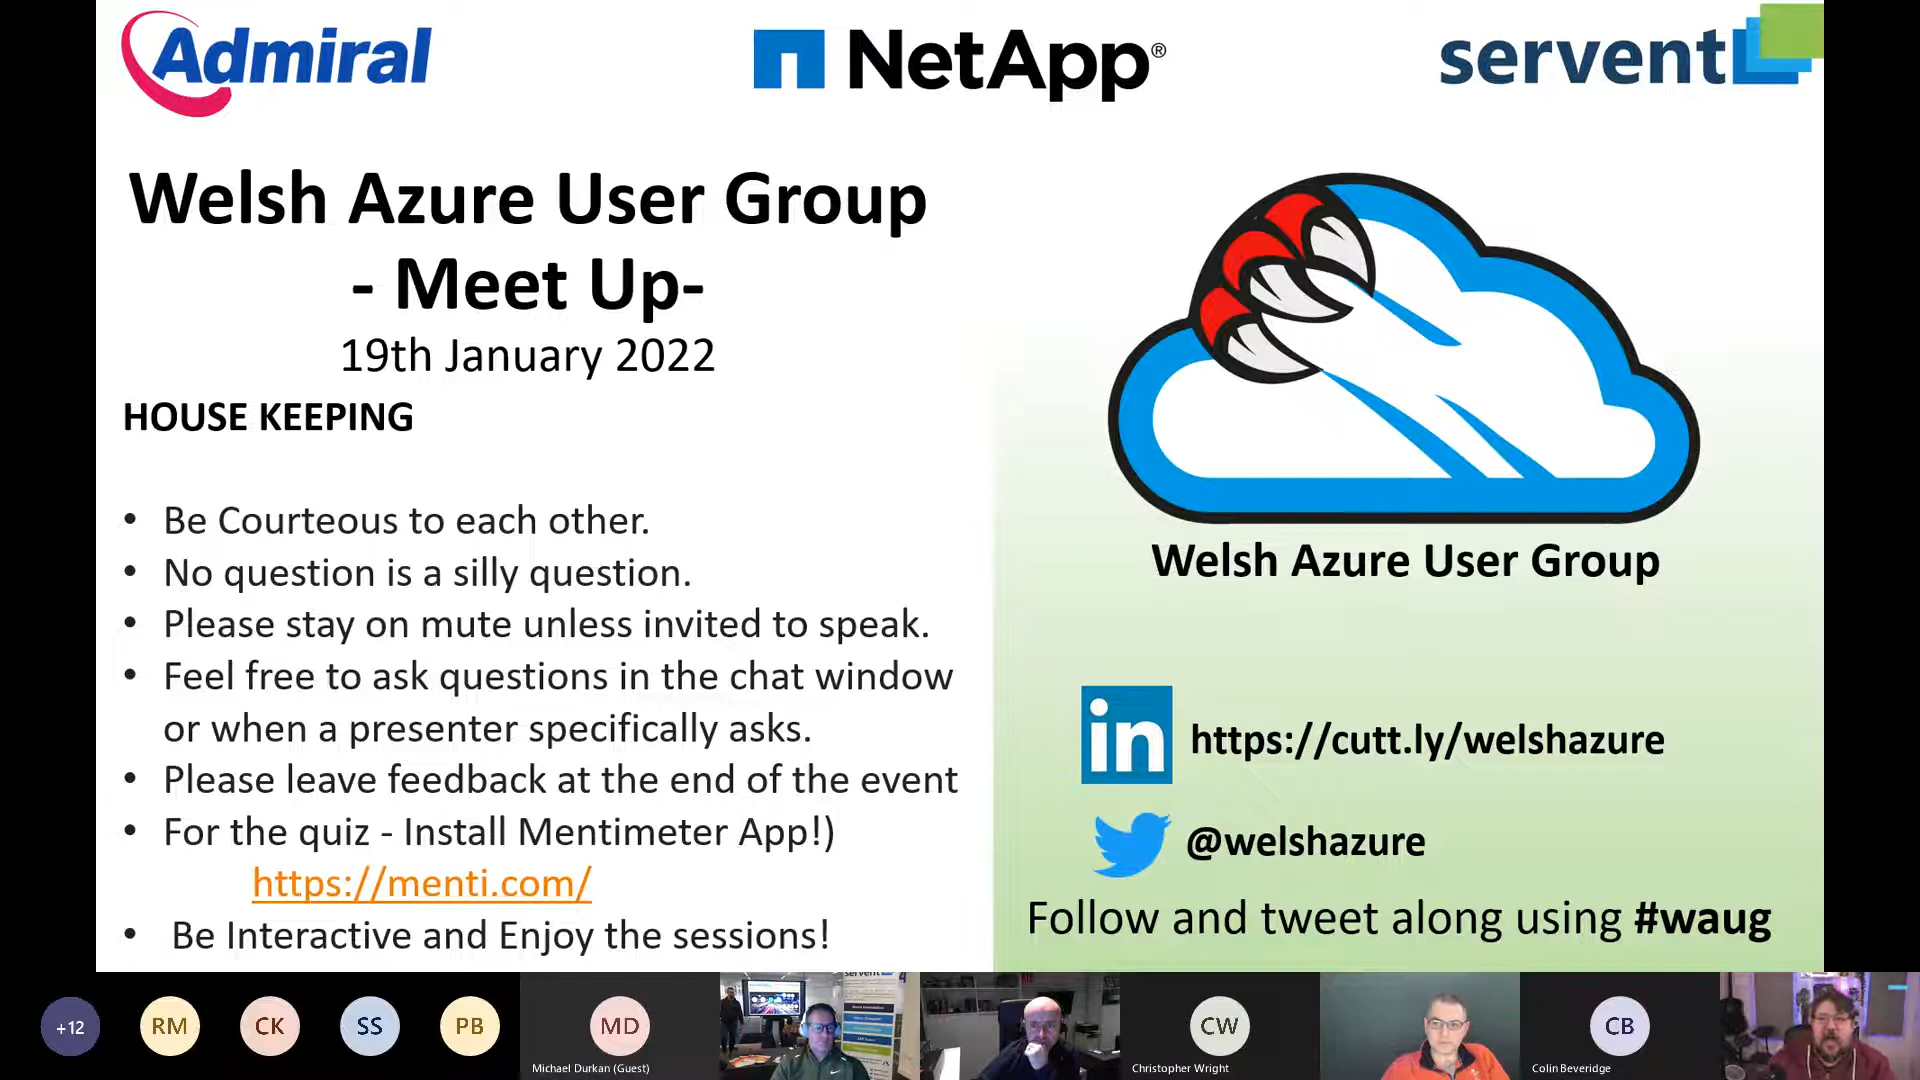 Admiral
NetApp®
servent
Welsh Azure User Group
- Meet Up-
19th January 2022
HOUSE KEEPING
• Be Courteous to each other.
• No question is a silly question.
• Please stay on mute unless invited to speak.
• Feel free to ask questions in the chat window
or when a presenter specifically asks.
• Please leave feedback at the end of the event
• For the quiz - Install Mentimeter App!)
https://menti.com/
• Be Interactive and Enjoy the sessions!
Welsh Azure User Group
in
https://cutt.ly/welshazure
@welshazure
Follow and tweet along using #waug
+12
RM
CK
SS
PB
MD
Michael Durkan (Guest)
servent
CW
Christopher Wright
CB
Colin Beveridge